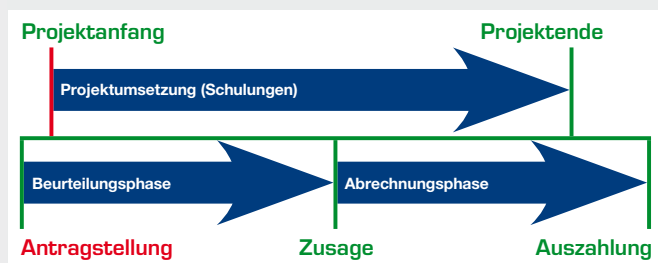 Projektanfang
Projektende
Projektumsetzung (Schulungen)
Beurteilungsphase
Abrechnungsphase
Antragstellung
Zusage
Auszahlung